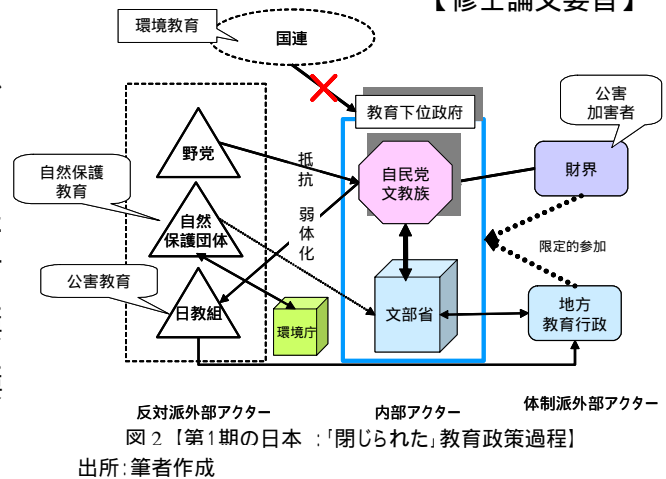 【修士論文要旨】
環境教育
国連
公害
加害者
教育下位政府
野党
抵抗
自民党
文教族
財界
自然保護
教育
自然
保護団体
弱体化
限定的参加
公害教育
日教組
環境庁
文部省
地方
教育行政
反対派外部アクター
内部アクター
体制派外部アクター
図2【第1期の日本:「閉じられた」教育政策過程】
出所:筆者作成